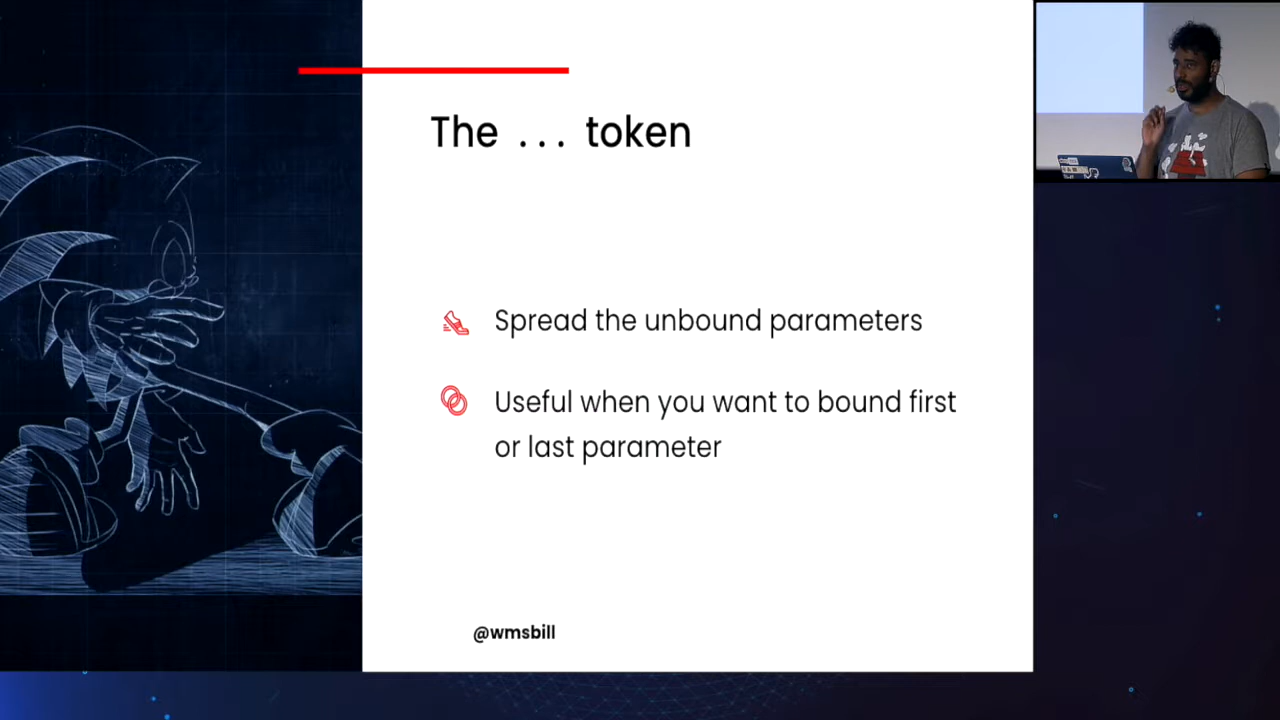 The ... token
Spread the unbound parameters
Useful when you want to bound first
or last parameter
@wmsbill